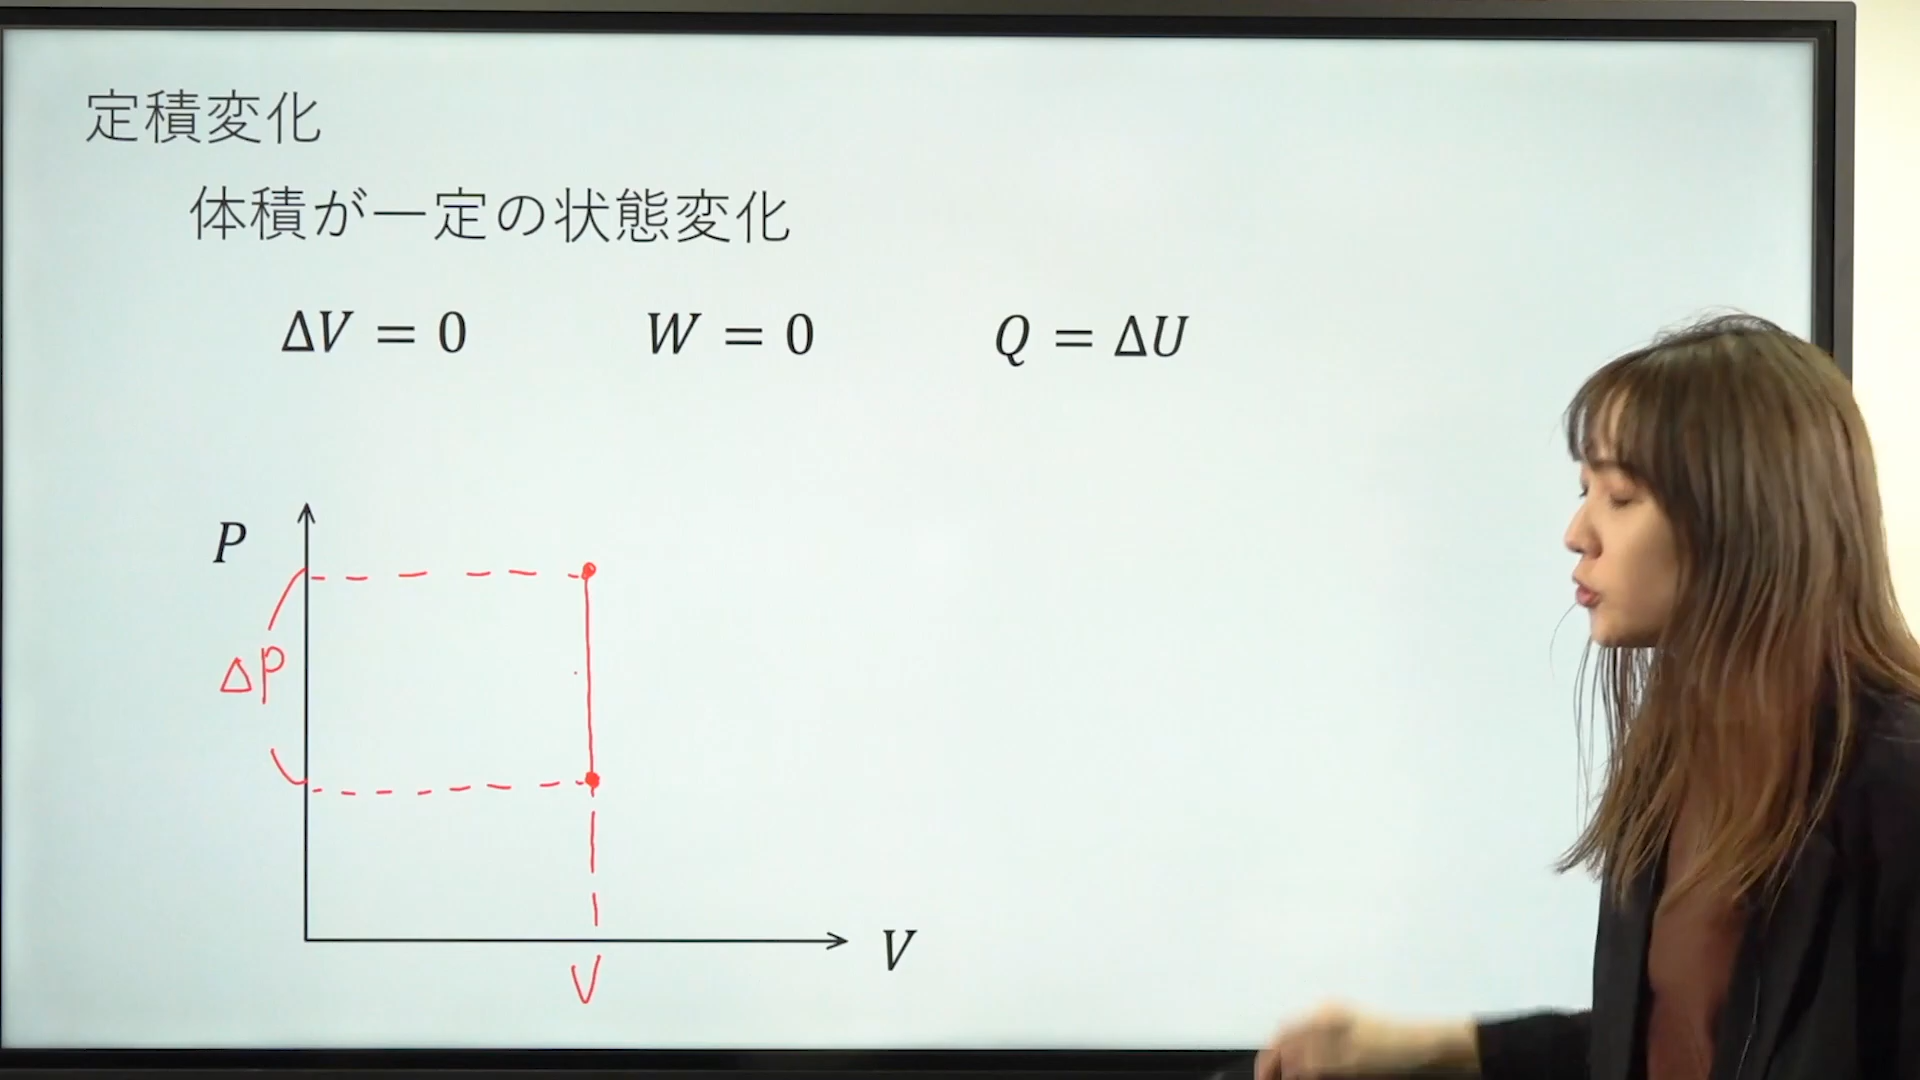 定積変化
体積が一定の状態変化
ΔV = 0 W = 0 Q = ΔU
P
ΔP
V
V